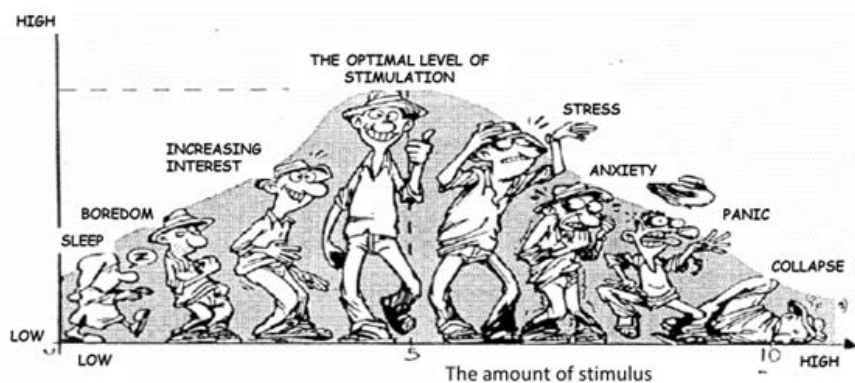 HIGH
THE OPTIMAL LEVEL OF
STIMULATION
STRESS
INCREASING
INTEREST
ANXIETY
BOREDOM
PANIC
SLEEP
Z
COLLAPSE
LOW
LOW
5
10
HIGH
The amount of stimulus